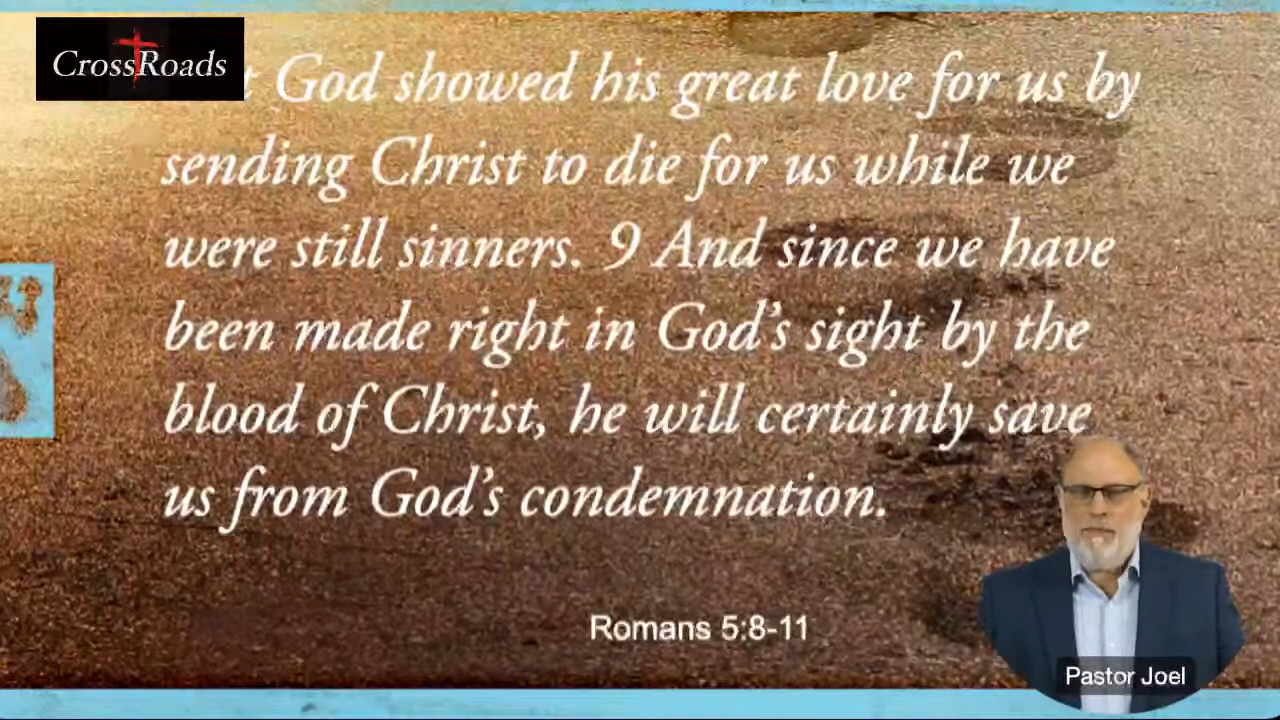 CrossRoads
God showed his great love for us by
sending Christ to die for us while we
were still sinners. 9 And since we have
been made right in God’s sight by the
blood of Christ, he will certainly save
us from God’s condemnation.
Romans 5:8-11
Pastor Joel